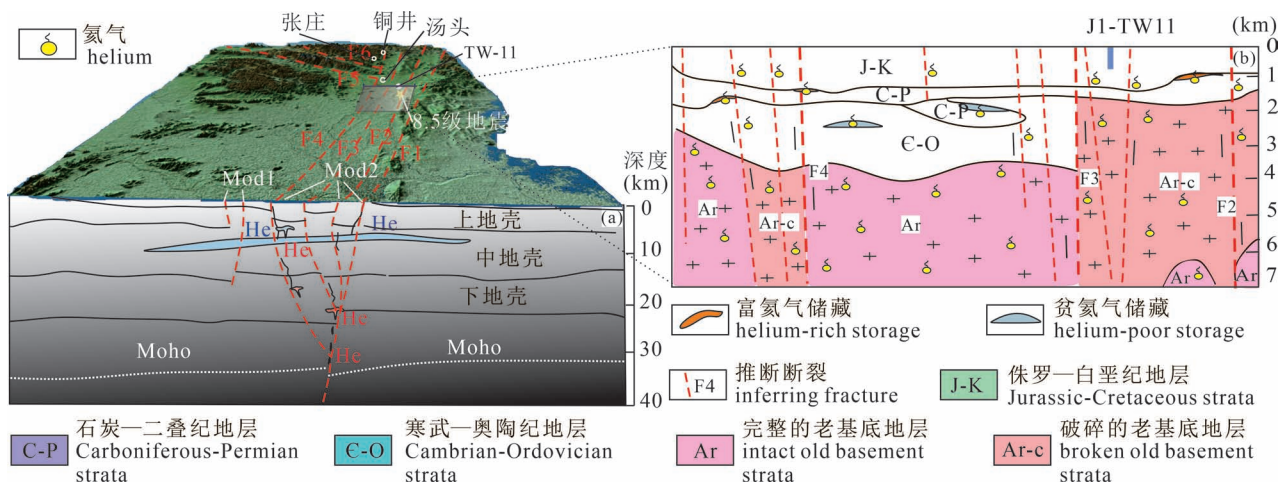 氦气
helium
张庄
铜井
汤头
TW-11
F6
8.5级地震
F4
F1
Mod1
Mod2
深度
(km)
(a)
0
10
20
30
40
He
He
He
He
He
上地壳
中地壳
下地壳
Moho
Moho
J1-TW11
(km)
(b)
0
1
2
3
4
5
6
7
J-K
C-P
C-P
Є-O
F4
F3
F2
Ar
Ar-c
Ar
Ar-c
Ar
Ar
富氦气储藏
helium-rich storage
贫氦气储藏
helium-poor storage
F4
推断断裂
inferring fracture
J-K
侏罗—白垩纪地层
Jurassic-Cretaceous strata
C-P
石炭—二叠纪地层
Carboniferous-Permian
strata
Є-O
寒武—奥陶纪地层
Cambrian-Ordovician
strata
Ar
完整的老基底地层
intact old basement
strata
Ar-c
破碎的老基底地层
broken old basement
strata